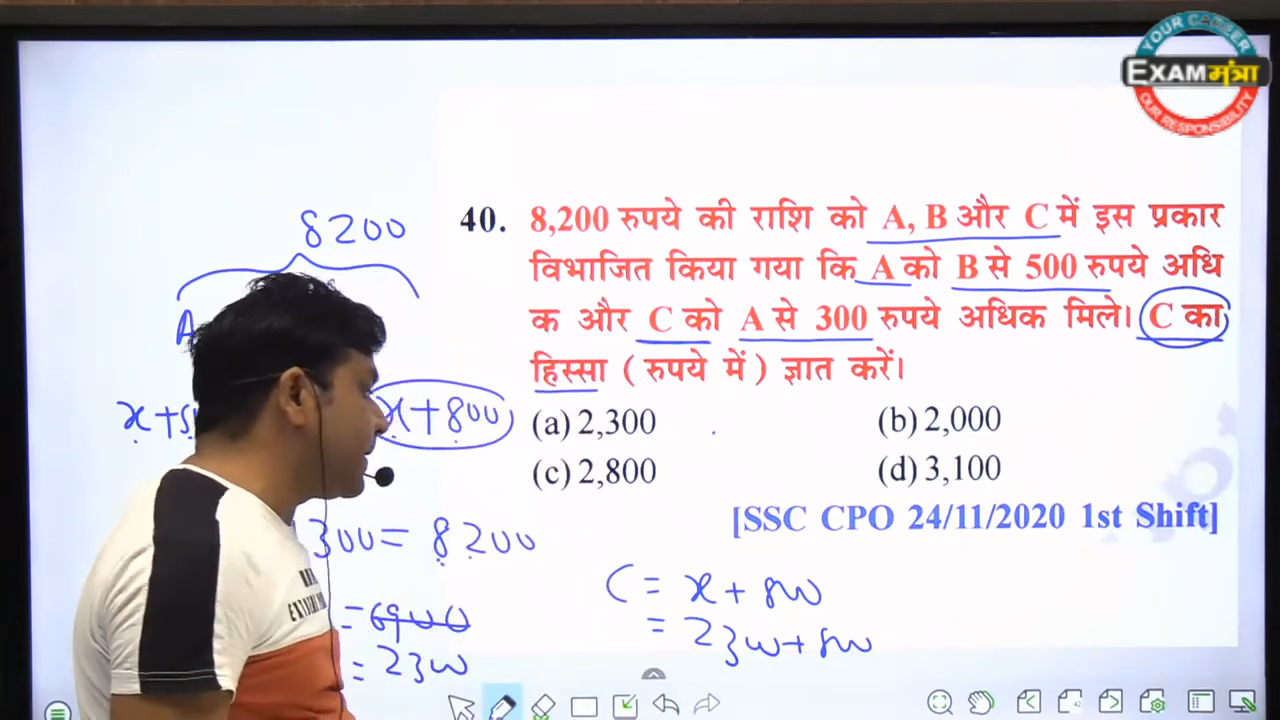 YOUR CAREER
EXAMमंत्रा
OUR RESPONSIBILITY
40. 8,200 रुपये की राशि को A, B और C में इस प्रकार
विभाजित किया गया कि A को B से 500 रुपये अधि
क और C को A से 300 रुपये अधिक मिले। C का
हिस्सा ( रुपये में ) ज्ञात करें।
(a) 2,300 (b) 2,000
(c) 2,800 (d) 3,100
[SSC CPO 24/11/2020 1st Shift]
8200
A
x+5
x+800
300= 8200
= 6900
= 2300
C = x + 800
= 2300+800